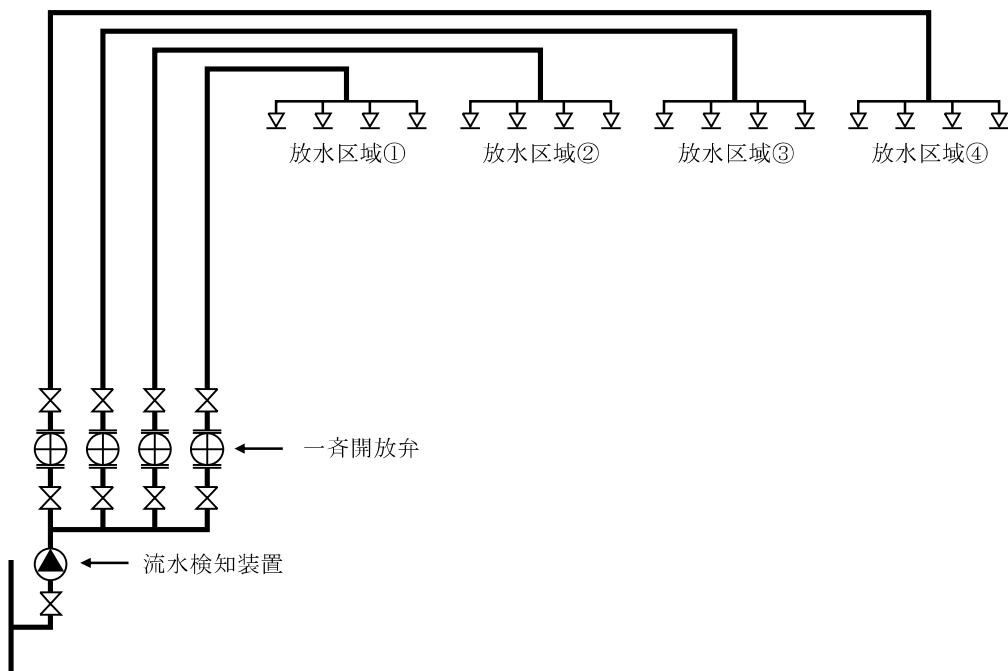 放水区域①
放水区域②
放水区域③
放水区域④
一斉開放弁
流水検知装置